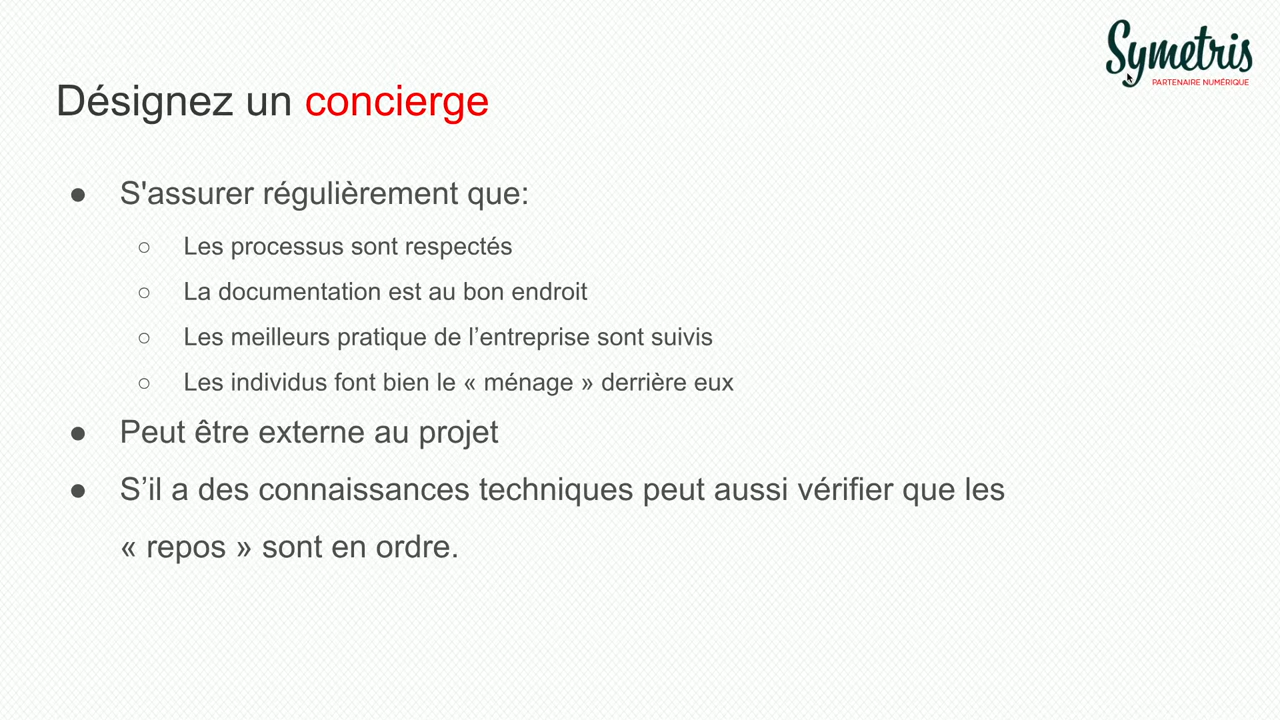 Symetris
PARTENAIRE NUMÉRIQUE
Désignez un concierge
● S'assurer régulièrement que:
○ Les processus sont respectés
○ La documentation est au bon endroit
○ Les meilleurs pratique de l’entreprise sont suivis
○ Les individus font bien le « ménage » derrière eux
● Peut être externe au projet
● S’il a des connaissances techniques peut aussi vérifier que les
« repos » sont en ordre.